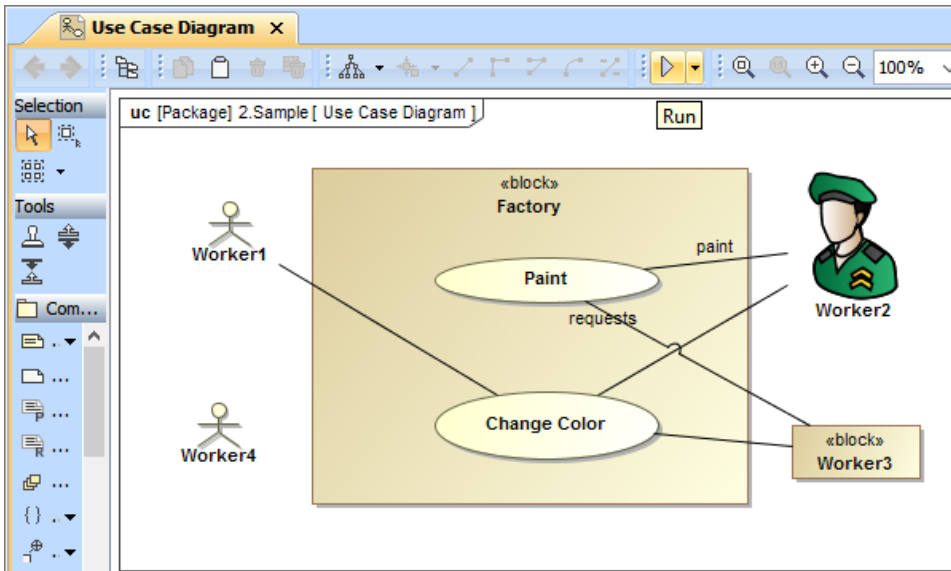 Use Case Diagram X
100%
Selection
uc [Package] 2.Sample [ Use Case Diagram ]
Run
Tools
«block»
Factory
Worker1
paint
Paint
Worker2
Com...
requests
..
...
Change Color
P ...
Worker4
«block»
Worker3
R ...
...
{ } ..
..